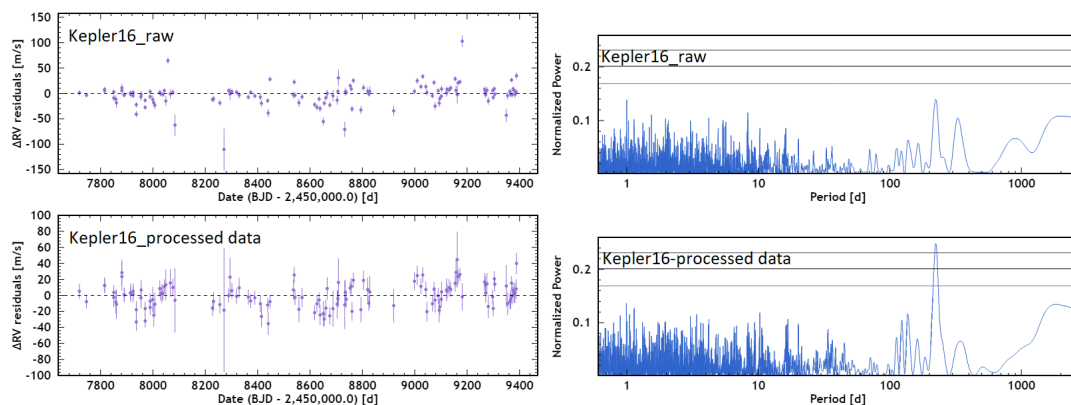 150
Kepler16_raw
100
50
0
-50
-100
-150
ΔRV residuals [m/s]
7800 8000 8200 8400 8600 8800 9000 9200 9400
Date (BJD - 2,450,000.0) [d]
Kepler16_raw
0.2
0.1
Normalized Power
1 10 100 1000
Period [d]
100
Kepler16_processed data
80
60
40
20
0
-20
-40
-60
-80
-100
ΔRV residuals [m/s]
7800 8000 8200 8400 8600 8800 9000 9200 9400
Date (BJD - 2,450,000.0) [d]
Kepler16-processed data
0.2
0.1
Normalized Power
1 10 100 1000
Period [d]